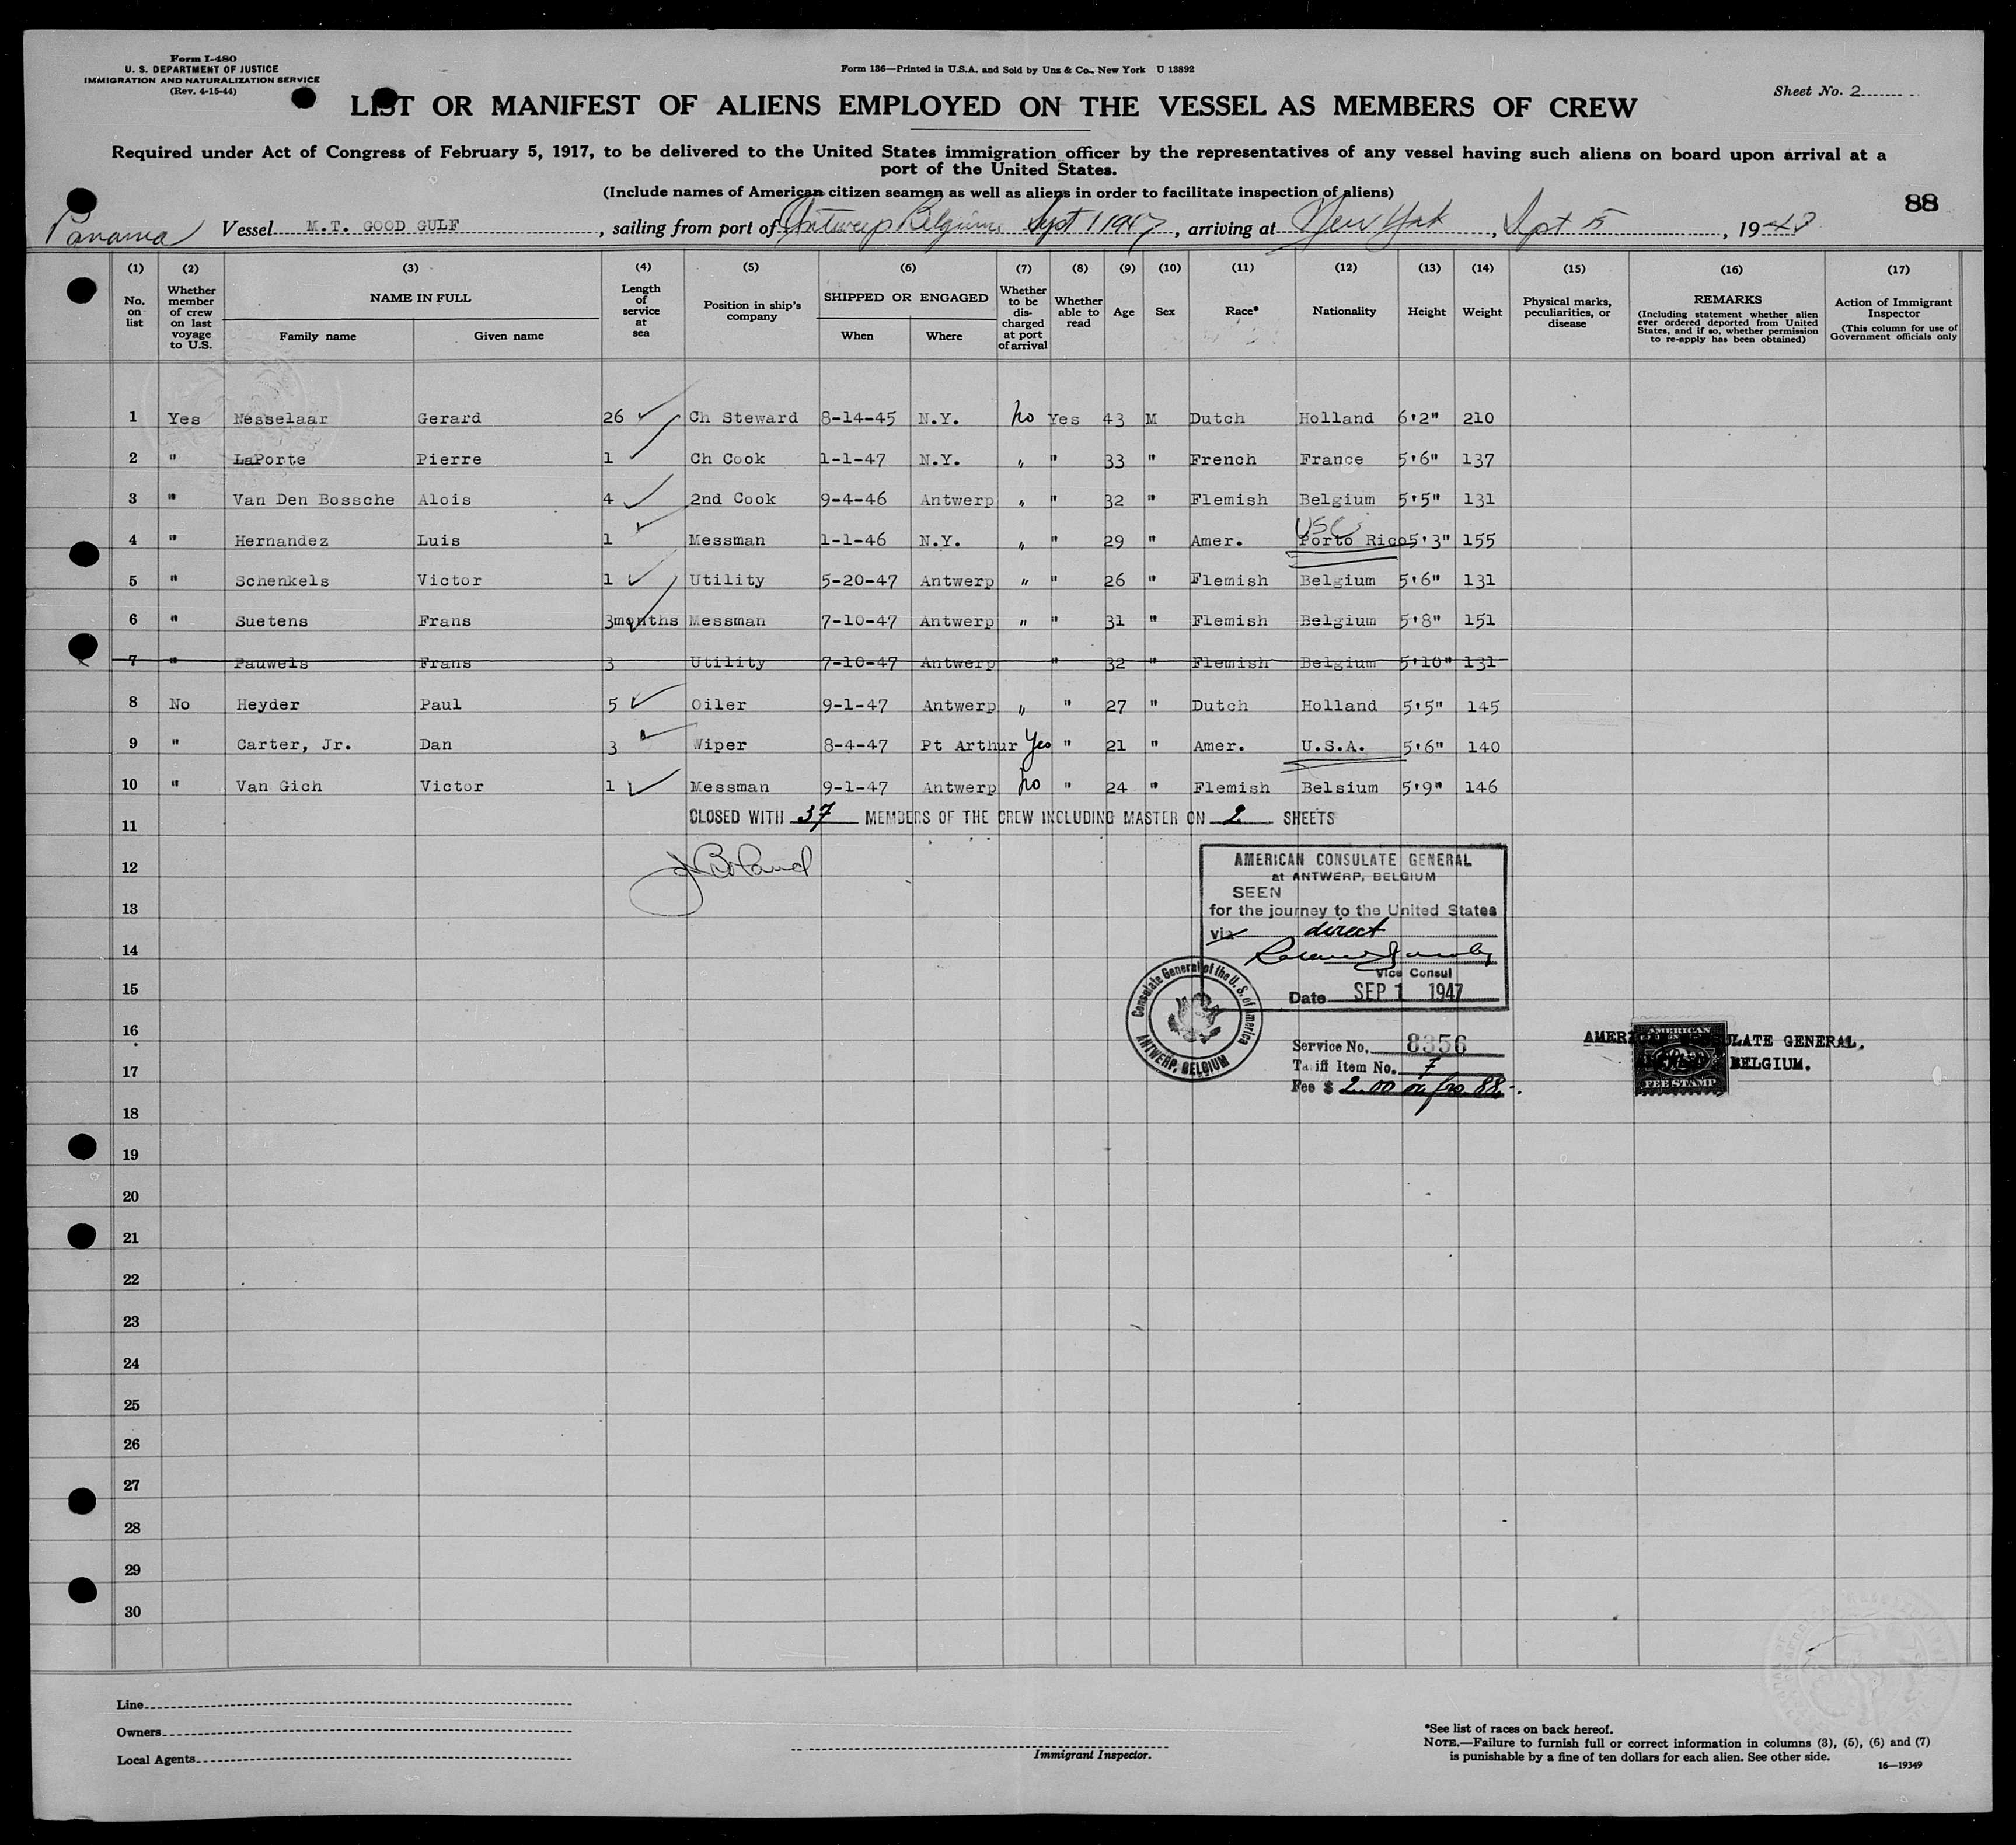 Form I-480
U. S. DEPARTMENT OF JUSTICE
IMMIGRATION AND NATURALIZATION SERVICE
(Rev. 4-15-44)
Form 136—Printed in U.S.A. and Sold by Unz & Co., New York U 13892
Sheet No. 2
LIST OR MANIFEST OF ALIENS EMPLOYED ON THE VESSEL AS MEMBERS OF CREW
Required under Act of Congress of February 5, 1917, to be delivered to the United States immigration officer by the representatives of any vessel having such aliens on board upon arrival at a
port of the United States.
(Include names of American citizen seamen as well as aliens in order to facilitate inspection of aliens)
88
Panama Vessel M.T. GOOD GULF, sailing from port of Antwerp Belgium Sept 1 1947, arriving at New York, Sept 15, 1947
(1) (2) (3) (4) (5) (6) (7) (8) (9) (10) (11) (12) (13) (14) (15) (16) (17)
No. on list
Whether member of crew on last voyage to U.S.
NAME IN FULL
Family name Given name
Length of service at sea
Position in ship's company
SHIPPED OR ENGAGED
When Where
Whether to be discharged at port of arrival
Whether able to read
Age
Sex
Race*
Nationality
Height
Weight
Physical marks, peculiarities, or disease
REMARKS
(Including statement whether alien ever ordered deported from United States, and if so, whether permission to re-apply has been obtained)
Action of Immigrant Inspector
(This column for use of Government officials only
1 Yes Nesselaar Gerard 26 Ch Steward 8-14-45 N.Y. No Yes 43 M Dutch Holland 6'2" 210
2 " LaPorte Pierre 1 Ch Cook 1-1-47 N.Y. " " 33 " French France 5'6" 137
3 " Van Den Bossche Alois 4 2nd Cook 9-4-46 Antwerp " " 32 " Flemish Belgium 5'5" 131
USC
4 " Hernandez Luis 1 Messman 1-1-46 N.Y. " " 29 " Amer. Porto Rico 5'3" 155
5 " Schenkels Victor 1 Utility 5-20-47 Antwerp " " 26 " Flemish Belgium 5'6" 131
6 " Suetens Frans 3months Messman 7-10-47 Antwerp " " 31 " Flemish Belgium 5'8" 151
7 " Pauwels Frans 3 Utility 7-10-47 Antwerp " 32 " Flemish Belgium 5'10" 131
8 No Heyder Paul 5 Oiler 9-1-47 Antwerp " " 27 " Dutch Holland 5'5" 145
9 " Carter, Jr. Dan 3 Wiper 8-4-47 Pt Arthur Yes " 21 " Amer. U.S.A. 5'6" 140
10 " Van Gich Victor 1 Messman 9-1-47 Antwerp No " 24 " Flemish Belsium 5'9" 146
11 CLOSED WITH 37 MEMBERS OF THE CREW INCLUDING MASTER ON 2 SHEETS
12 J Boland
13
14
15
16
17
18
19
20
21
22
23
24
25
26
27
28
29
30
AMERICAN CONSULATE GENERAL
at ANTWERP, BELGIUM
SEEN
for the journey to the United States
via direct
Vice Consul
Date SEP 1 1947
Consulate General of the U. S. of America
ANTWERP, BELGIUM
Service No. 8356
Tariff Item No. 7
Fee $ 2.00 or frs 88.-
AMERICAN CONSULATE GENERAL,
BELGIUM.
AMERICAN
FEE STAMP
Line
Owners
Local Agents
Immigrant Inspector.
*See list of races on back hereof.
NOTE.—Failure to furnish full or correct information in columns (3), (5), (6) and (7)
is punishable by a fine of ten dollars for each alien. See other side.
16—19349